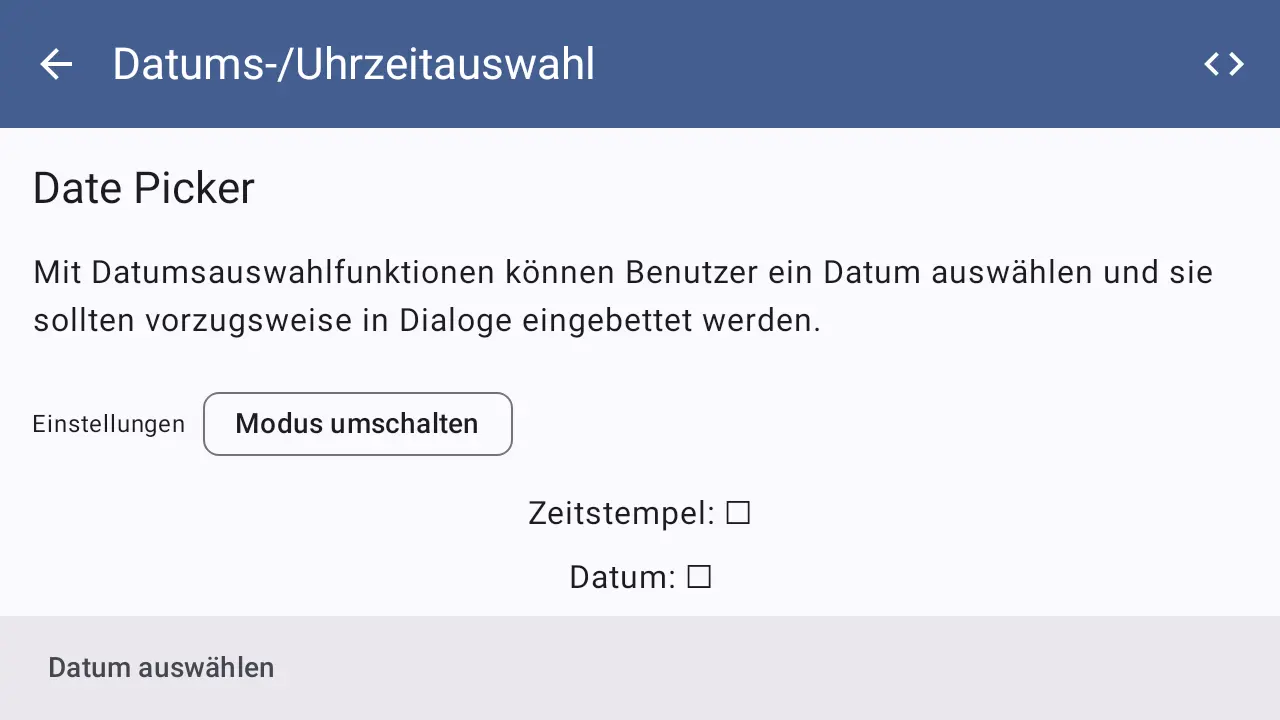 Datums-/Uhrzeitauswahl
Date Picker
Mit Datumsauswahlfunktionen können Benutzer ein Datum auswählen und sie
sollten vorzugsweise in Dialoge eingebettet werden.
Einstellungen
Modus umschalten
Zeitstempel: □
Datum: □
Datum auswählen